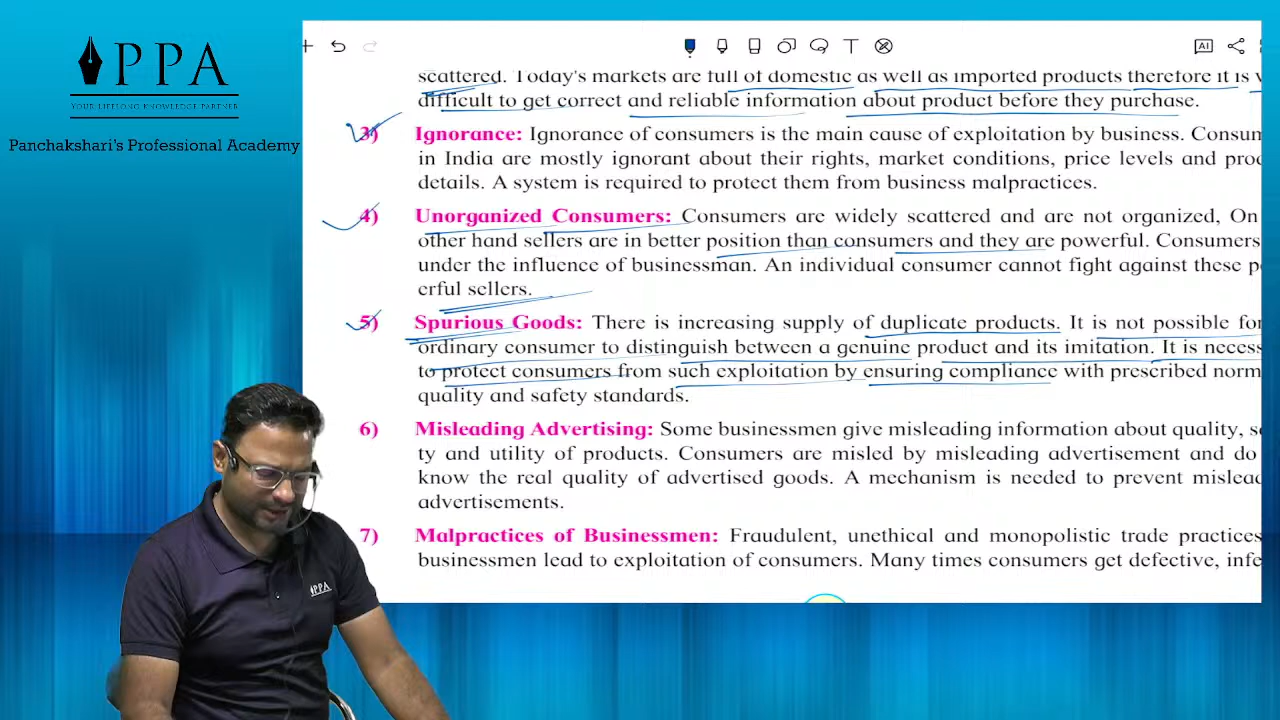 PPA
YOUR LIFELONG KNOWLEDGE PARTNER
Panchakshari's Professional Academy
AI
scattered. Today's markets are full of domestic as well as imported products therefore it is
difficult to get correct and reliable information about product before they purchase.
3) Ignorance: Ignorance of consumers is the main cause of exploitation by business. Consum
in India are mostly ignorant about their rights, market conditions, price levels and prod
details. A system is required to protect them from business malpractices.
4) Unorganized Consumers: Consumers are widely scattered and are not organized, On
other hand sellers are in better position than consumers and they are powerful. Consumers
under the influence of businessman. An individual consumer cannot fight against these p
erful sellers.
5) Spurious Goods: There is increasing supply of duplicate products. It is not possible for
ordinary consumer to distinguish between a genuine product and its imitation. It is necess
to protect consumers from such exploitation by ensuring compliance with prescribed norm
quality and safety standards.
6) Misleading Advertising: Some businessmen give misleading information about quality, s
ty and utility of products. Consumers are misled by misleading advertisement and do
know the real quality of advertised goods. A mechanism is needed to prevent mislead
advertisements.
7) Malpractices of Businessmen: Fraudulent, unethical and monopolistic trade practices
businessmen lead to exploitation of consumers. Many times consumers get defective, infe
PPA